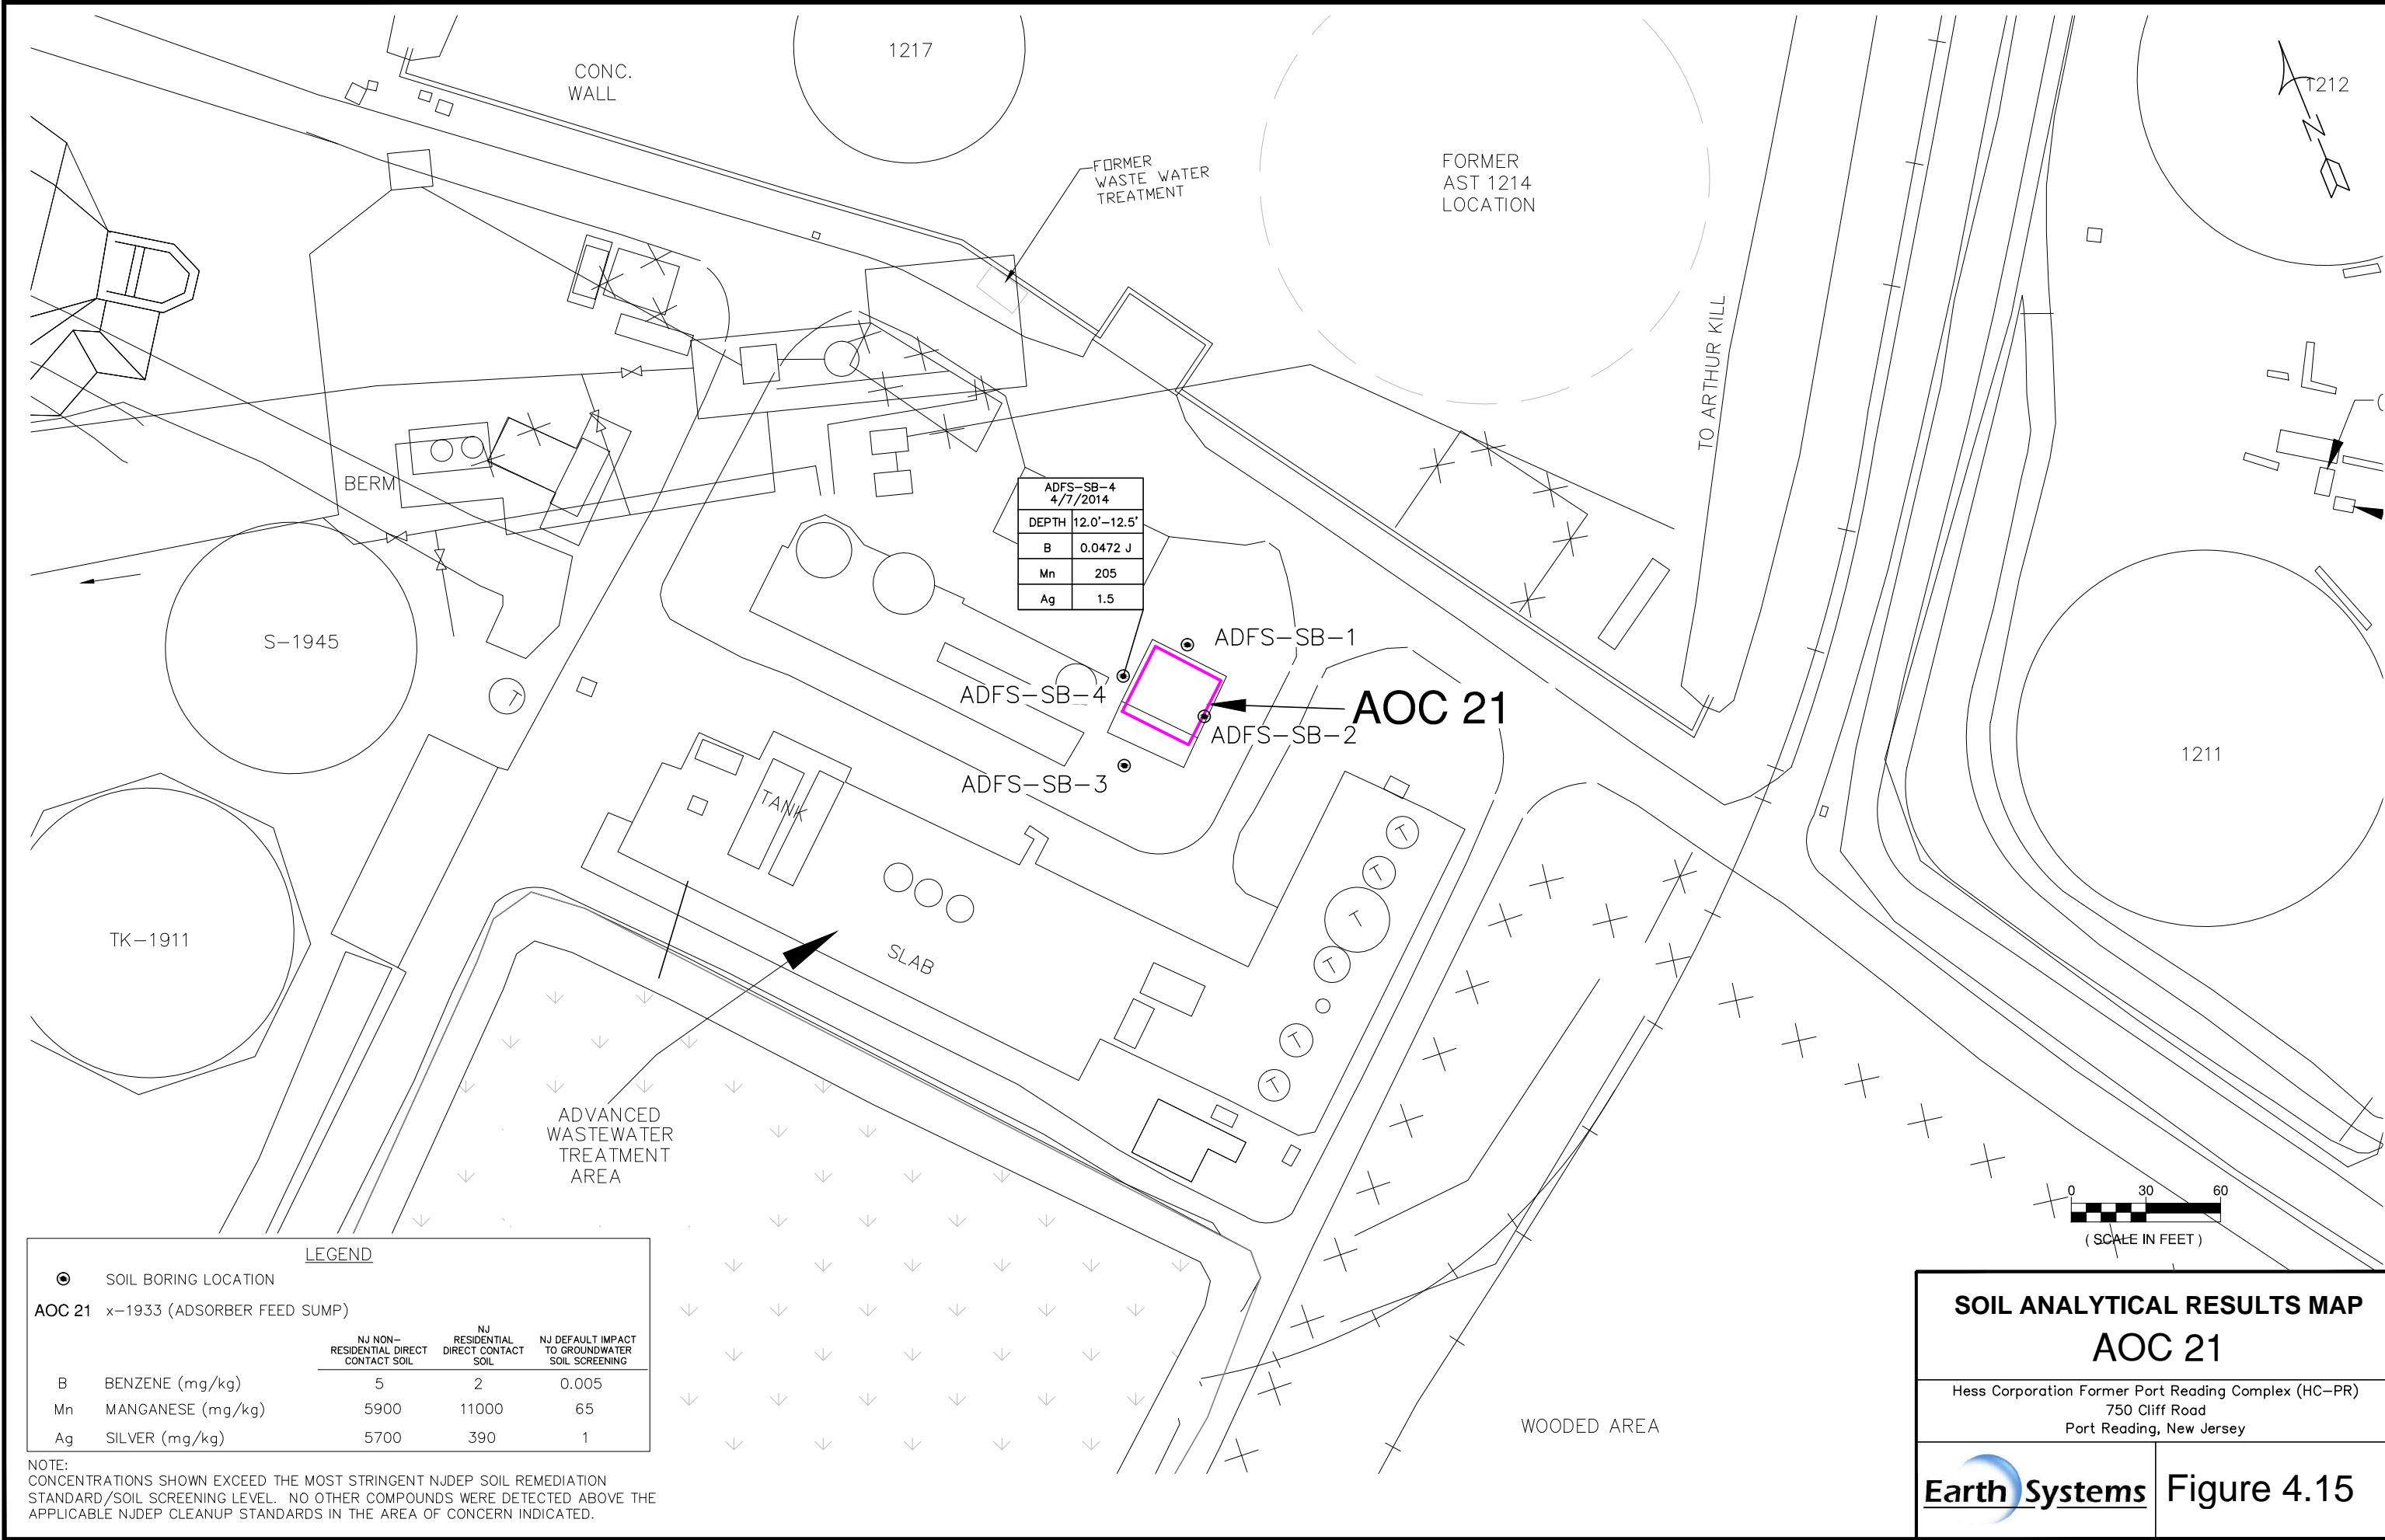 1217
CONC.
WALL
1212
N
FORMER
WASTE WATER
TREATMENT
FORMER
AST 1214
LOCATION
TO ARTHUR KILL
BERM
ADFS-SB-4
4/7/2014
DEPTH 12.0'-12.5'
B 0.0472 J
Mn 205
Ag 1.5
S-1945
T
ADFS-SB-1
ADFS-SB-4
AOC 21
ADFS-SB-2
ADFS-SB-3
1211
TANK
T
T
T
T
T
T
SLAB
TK-1911
ADVANCED
WASTEWATER
TREATMENT
AREA
0 30 60
( SCALE IN FEET )
WOODED AREA
LEGEND
SOIL BORING LOCATION
AOC 21 x-1933 (ADSORBER FEED SUMP)
NJ NON-
RESIDENTIAL DIRECT
CONTACT SOIL
NJ
RESIDENTIAL
DIRECT CONTACT
SOIL
NJ DEFAULT IMPACT
TO GROUNDWATER
SOIL SCREENING
B BENZENE (mg/kg) 5 2 0.005
Mn MANGANESE (mg/kg) 5900 11000 65
Ag SILVER (mg/kg) 5700 390 1
NOTE:
CONCENTRATIONS SHOWN EXCEED THE MOST STRINGENT NJDEP SOIL REMEDIATION
STANDARD/SOIL SCREENING LEVEL. NO OTHER COMPOUNDS WERE DETECTED ABOVE THE
APPLICABLE NJDEP CLEANUP STANDARDS IN THE AREA OF CONCERN INDICATED.
SOIL ANALYTICAL RESULTS MAP
AOC 21
Hess Corporation Former Port Reading Complex (HC-PR)
750 Cliff Road
Port Reading, New Jersey
Earth Systems
Figure 4.15